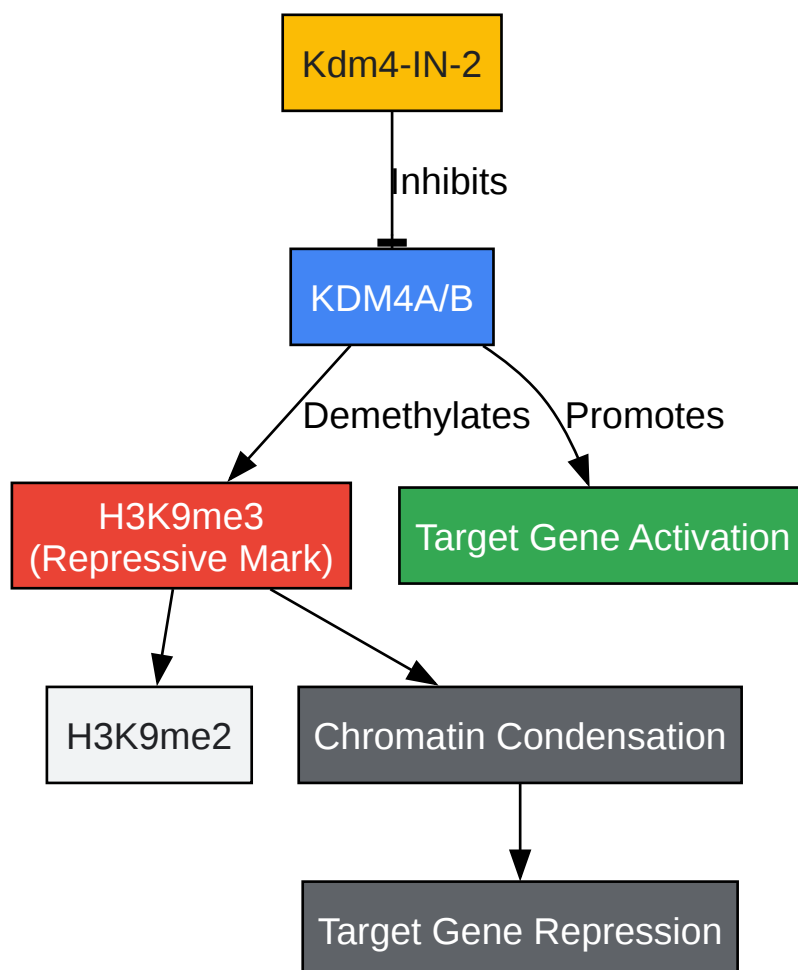 Kdm4-IN-2
Inhibits
KDM4A/B
Demethylates
Promotes
H3K9me3
(Repressive Mark)
Target Gene Activation
H3K9me2
Chromatin Condensation
Target Gene Repression